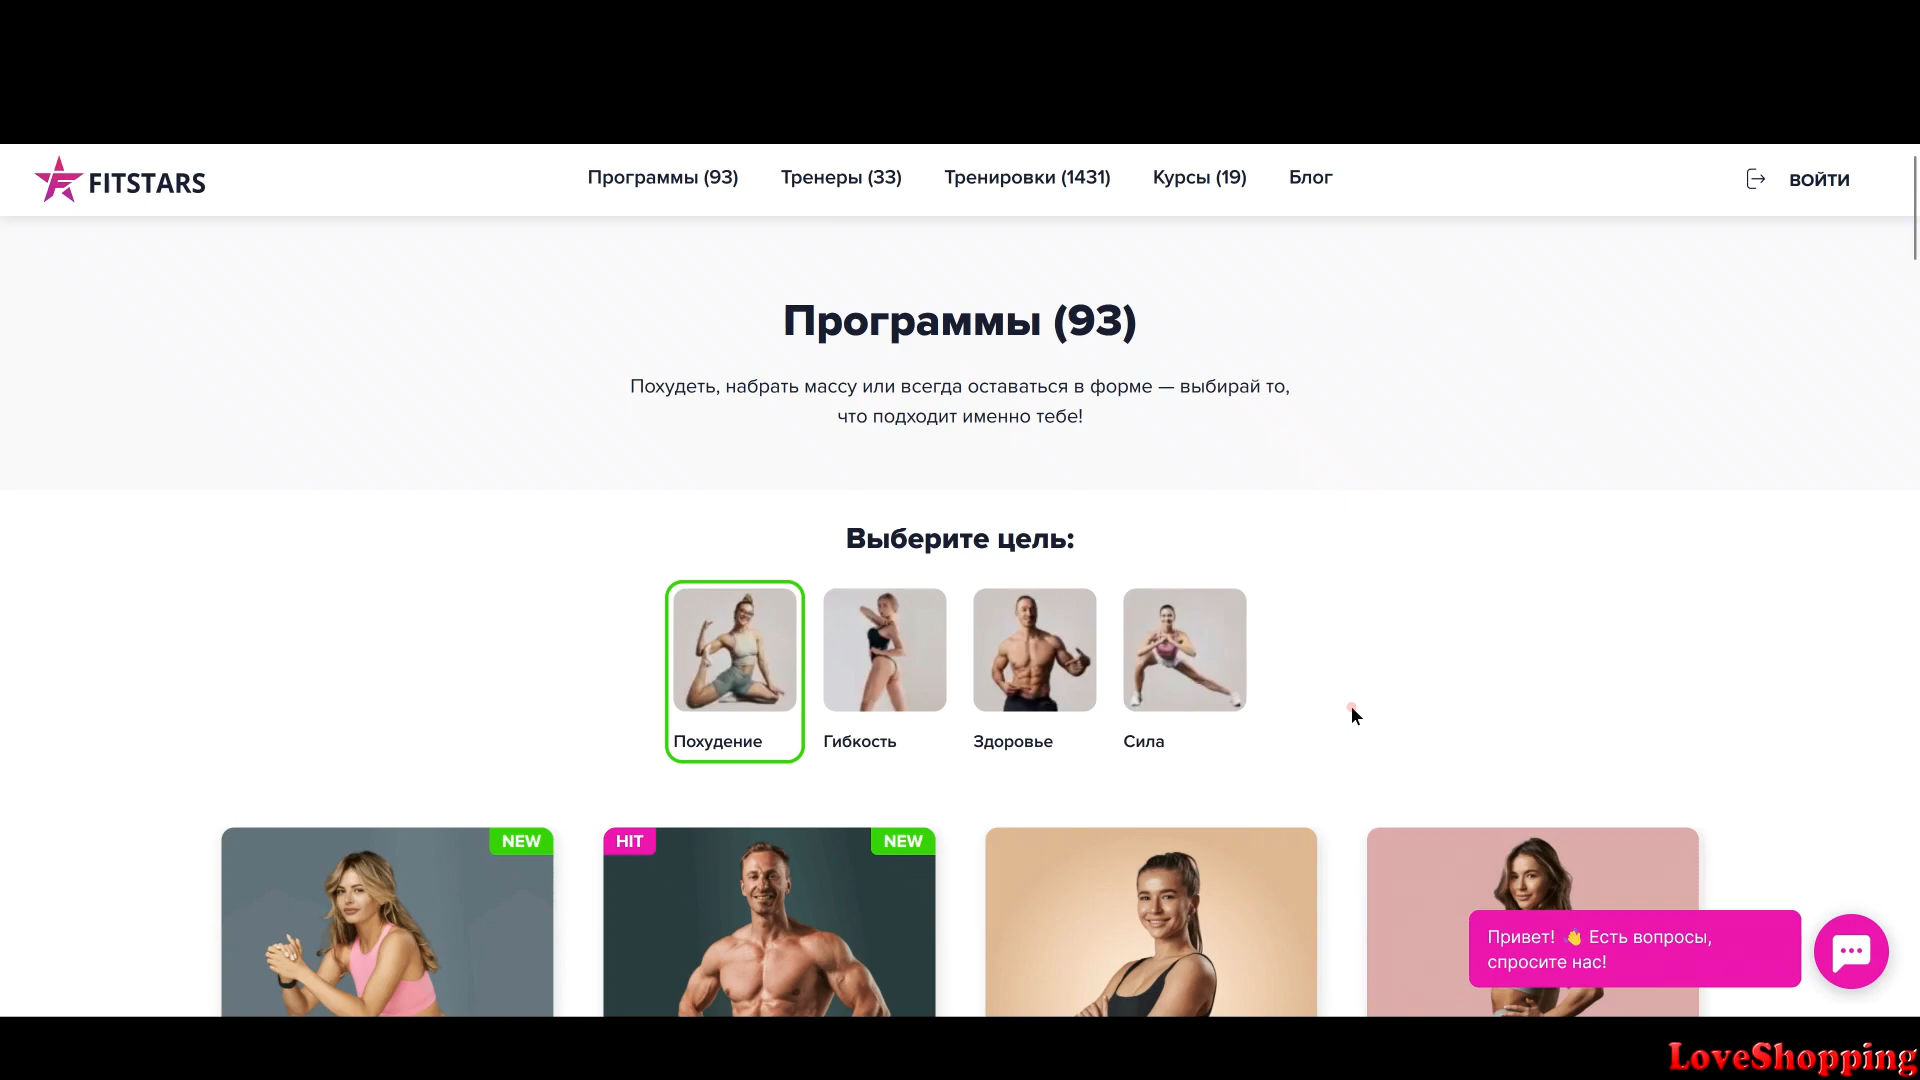 FITSTARS
Программы (93)
Тренеры (33)
Тренировки (1431)
Курсы (19)
Блог
ВОЙТИ
Программы (93)
Похудеть, набрать массу или всегда оставаться в форме — выбирай то,
что подходит именно тебе!
Выберите цель:
Похудение
Гибкость
Здоровье
Сила
NEW
HIT
NEW
Привет! 👋 Есть вопросы,
спросите нас!
LoveShopping